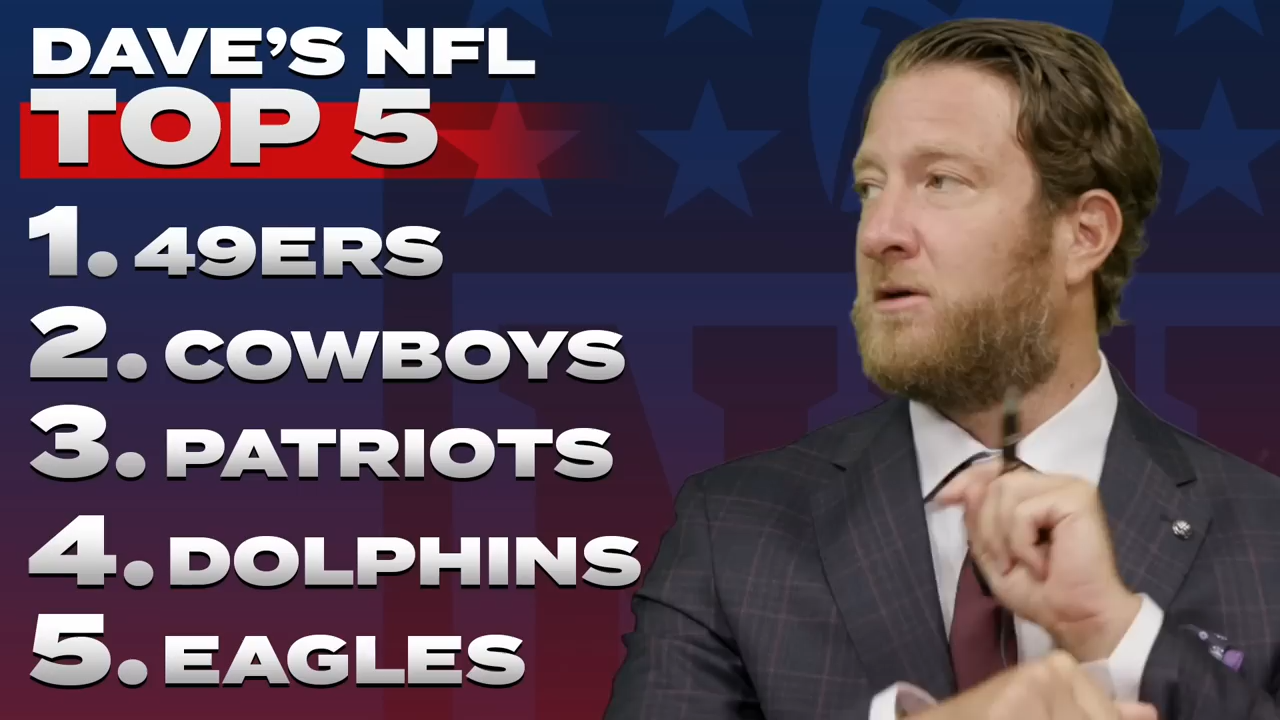 DAVE'S NFL
TOP 5
1. 49ERS
2. COWBOYS
3. PATRIOTS
4. DOLPHINS
5. EAGLES